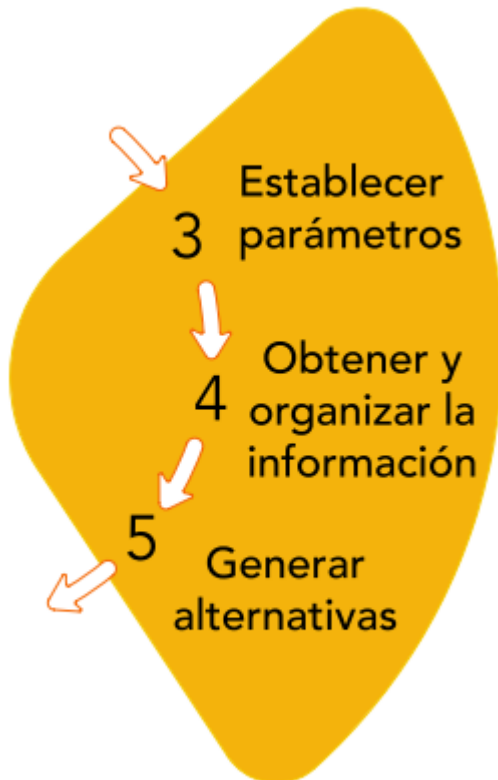 3
Establecer
parámetros
4
Obtener y
organizar la
información
5
Generar
alternativas